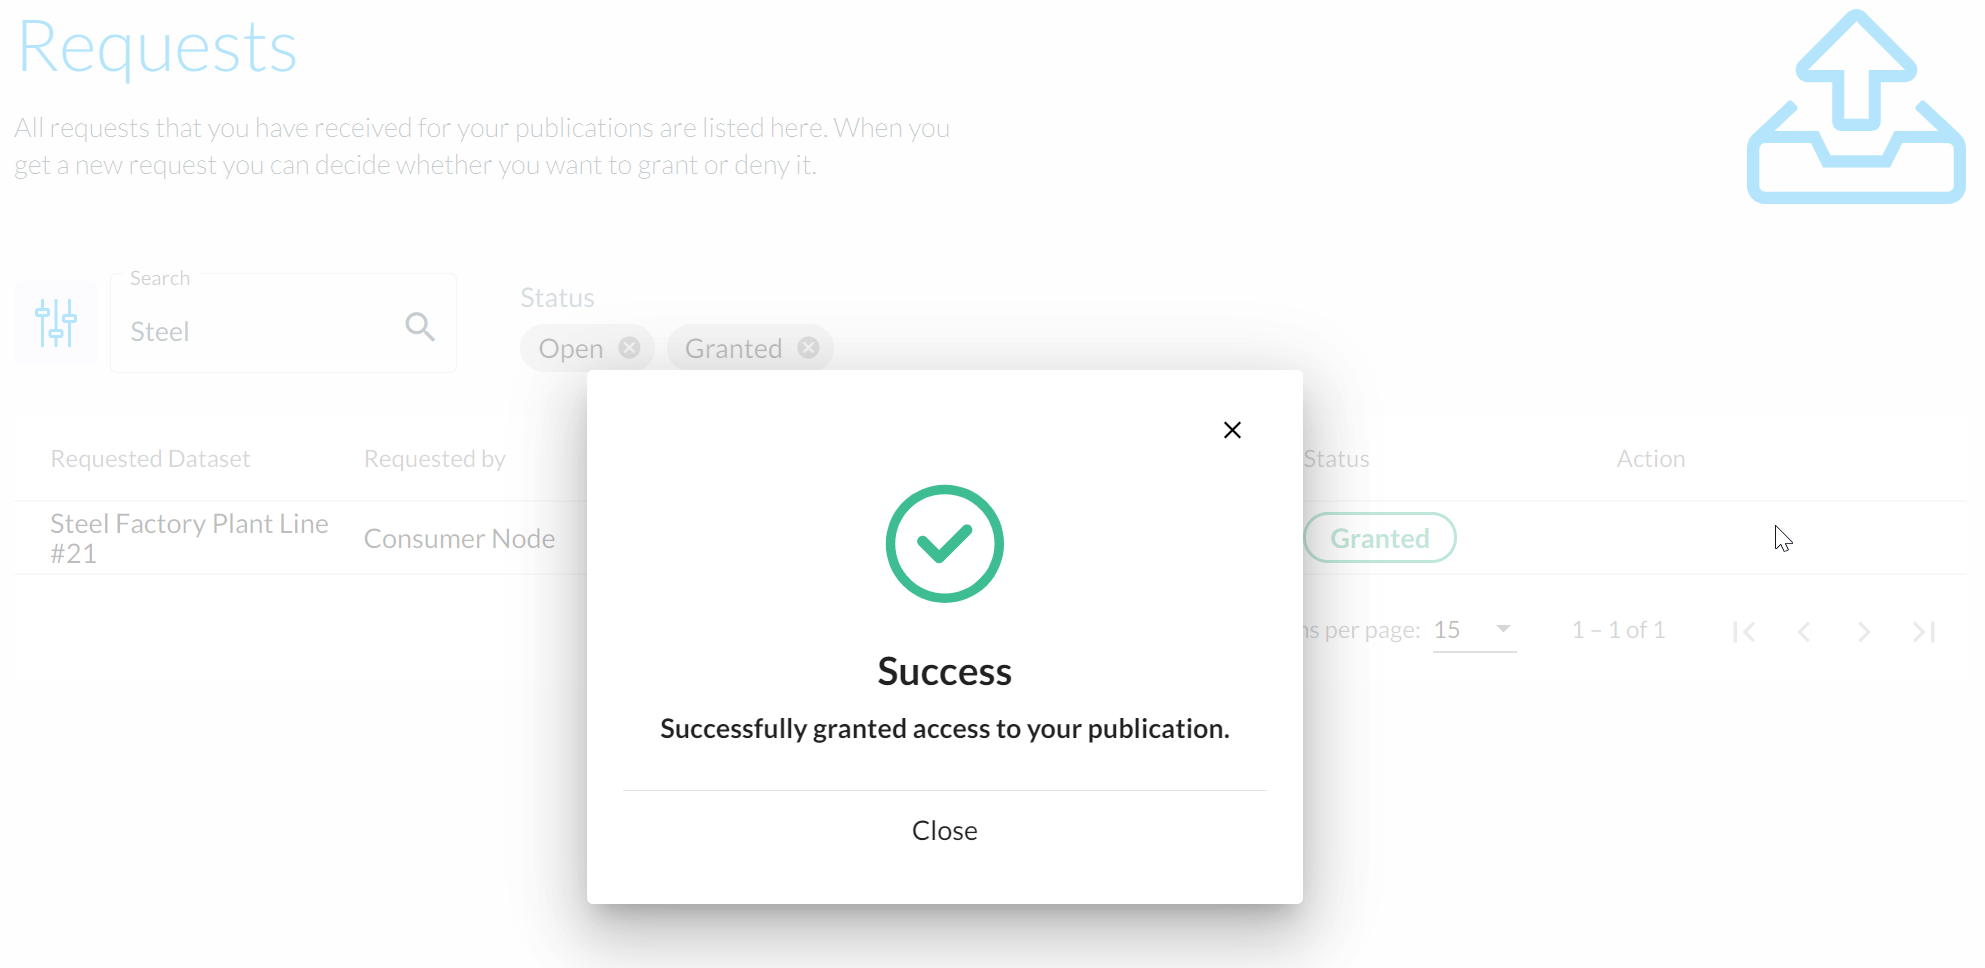 Requests
All requests that you have received for your publications are listed here. When you
get a new request you can decide whether you want to grant or deny it.
Search
Steel
Status
Open
Granted
Requested Dataset
Requested by
Status
Action
Steel Factory Plant Line
#21
Consumer Node
Granted
per page:
15
1 – 1 of 1
Success
Successfully granted access to your publication.
Close